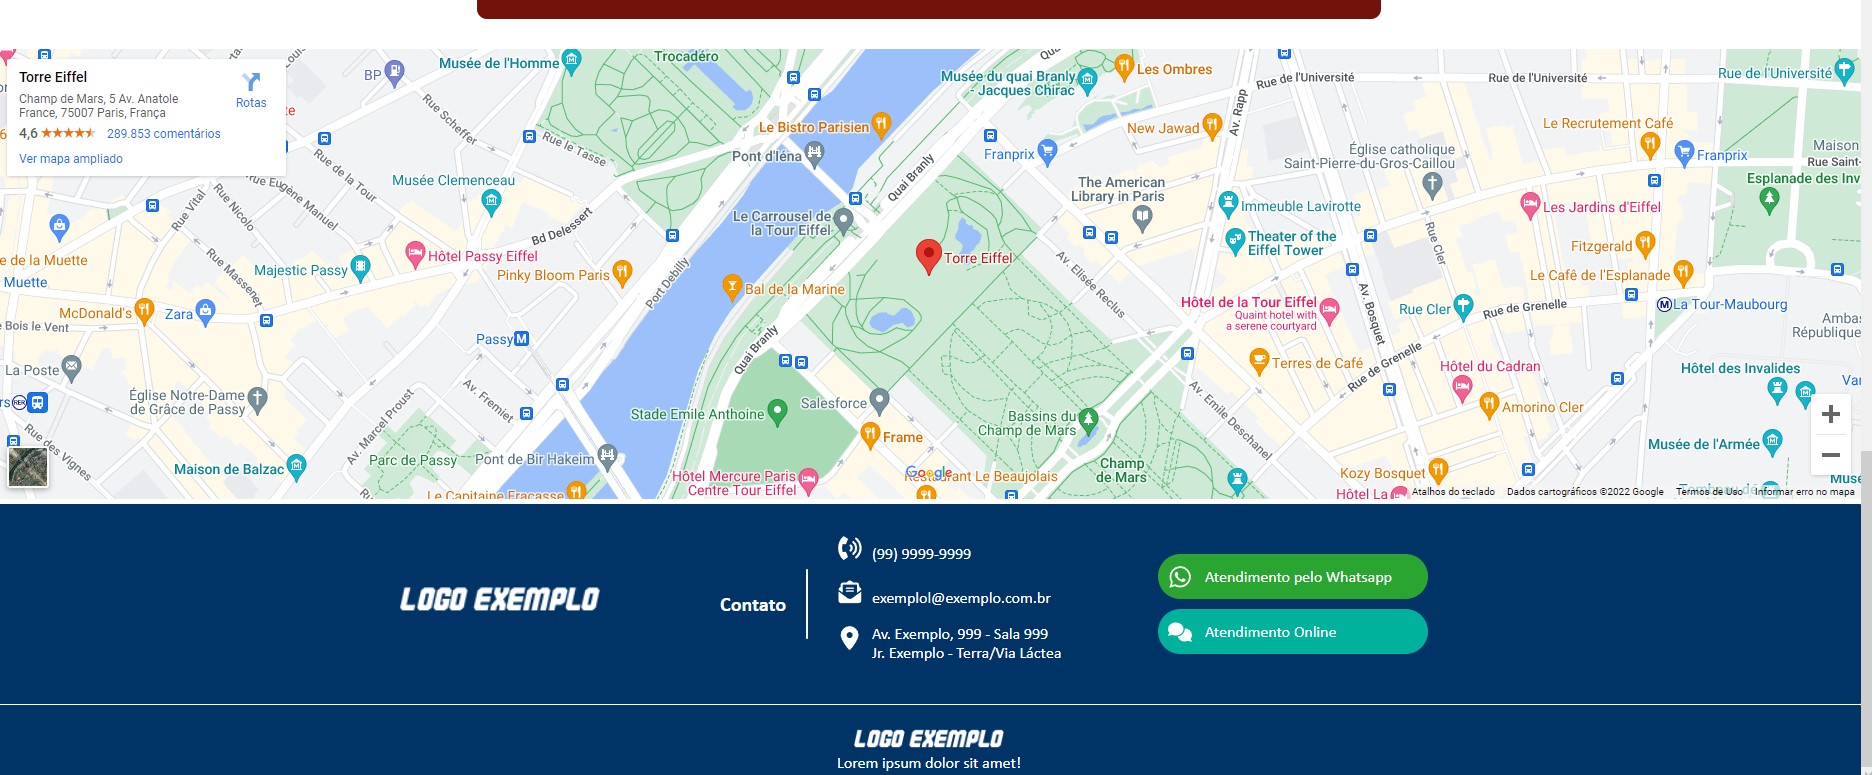 Torre Eiffel
Champ de Mars, 5 Av. Anatole
France, 75007 Paris, França
4,6
289.853 comentários
Ver mapa ampliado
Rotas
BP
Musée de l'Homme
Trocadéro
Musée du quai Branly
- Jacques Chirac
Les Ombres
Rue de l'Université
Rue de l'Université
Rue de l'Université
Rue Scheffer
Rue le Tasse
Le Bistro Parisien
Pont d'Iéna
Franprix
New Jawad
Av. Rapp
Le Recrutement Café
Franprix
Maison
Rue Saint-
Église catholique
Saint-Pierre-du-Gros-Caillou
Esplanade des Inv
Rue de la Tour
Rue Eugène Manuel
Rue Vital
Rue Nicolo
Musée Clemenceau
Bd Delessert
Le Carrousel de
la Tour Eiffel
Quai Branly
The American
Library in Paris
Immeuble Lavirotte
Theater of the
Eiffel Tower
Les Jardins d'Eiffel
Rue Cler
Fitzgerald
Le Café de l'Esplanade
e de la Muette
Muette
Rue Massenet
Majestic Passy
Hôtel Passy Eiffel
Pinky Bloom Paris
Port Debilly
Bal de la Marine
Torre Eiffel
Av. Elisée Reclus
Hôtel de la Tour Eiffel
Quaint hotel with
a serene courtyard
Av. Bosquet
Rue Cler
Rue de Grenelle
La Tour-Maubourg
McDonald's
Zara
Bois le Vent
Passy
M
Quai Branly
Terres de Café
Rue de Grenelle
Ambas
République
La Poste
Église Notre-Dame
de Grâce de Passy
Av. Fremiet
Av. Marcel Proust
Stade Emile Anthoine
Salesforce
Bassins du
Champ de Mars
Av. Emile Deschanel
Hôtel du Cadran
Amorino Cler
Hôtel des Invalides
Rue des Vignes
Maison de Balzac
Parc de Passy
Pont de Bir Hakeim
Frame
Musée de l'Armée
Le Capitaine Fracasse
Hôtel Mercure Paris
Centre Tour Eiffel
Google
Restaurant Le Beaujolais
Champ
de Mars
Kozy Bosquet
Hôtel La
Atalhos do teclado
Dados cartográficos ©2022 Google
Termos de Uso
Informar erro no mapa
LOGO EXEMPLO
Contato
(99) 9999-9999
exemplol@exemplo.com.br
Av. Exemplo, 999 - Sala 999
Jr. Exemplo - Terra/Via Láctea
Atendimento pelo Whatsapp
Atendimento Online
LOGO EXEMPLO
Lorem ipsum dolor sit amet!